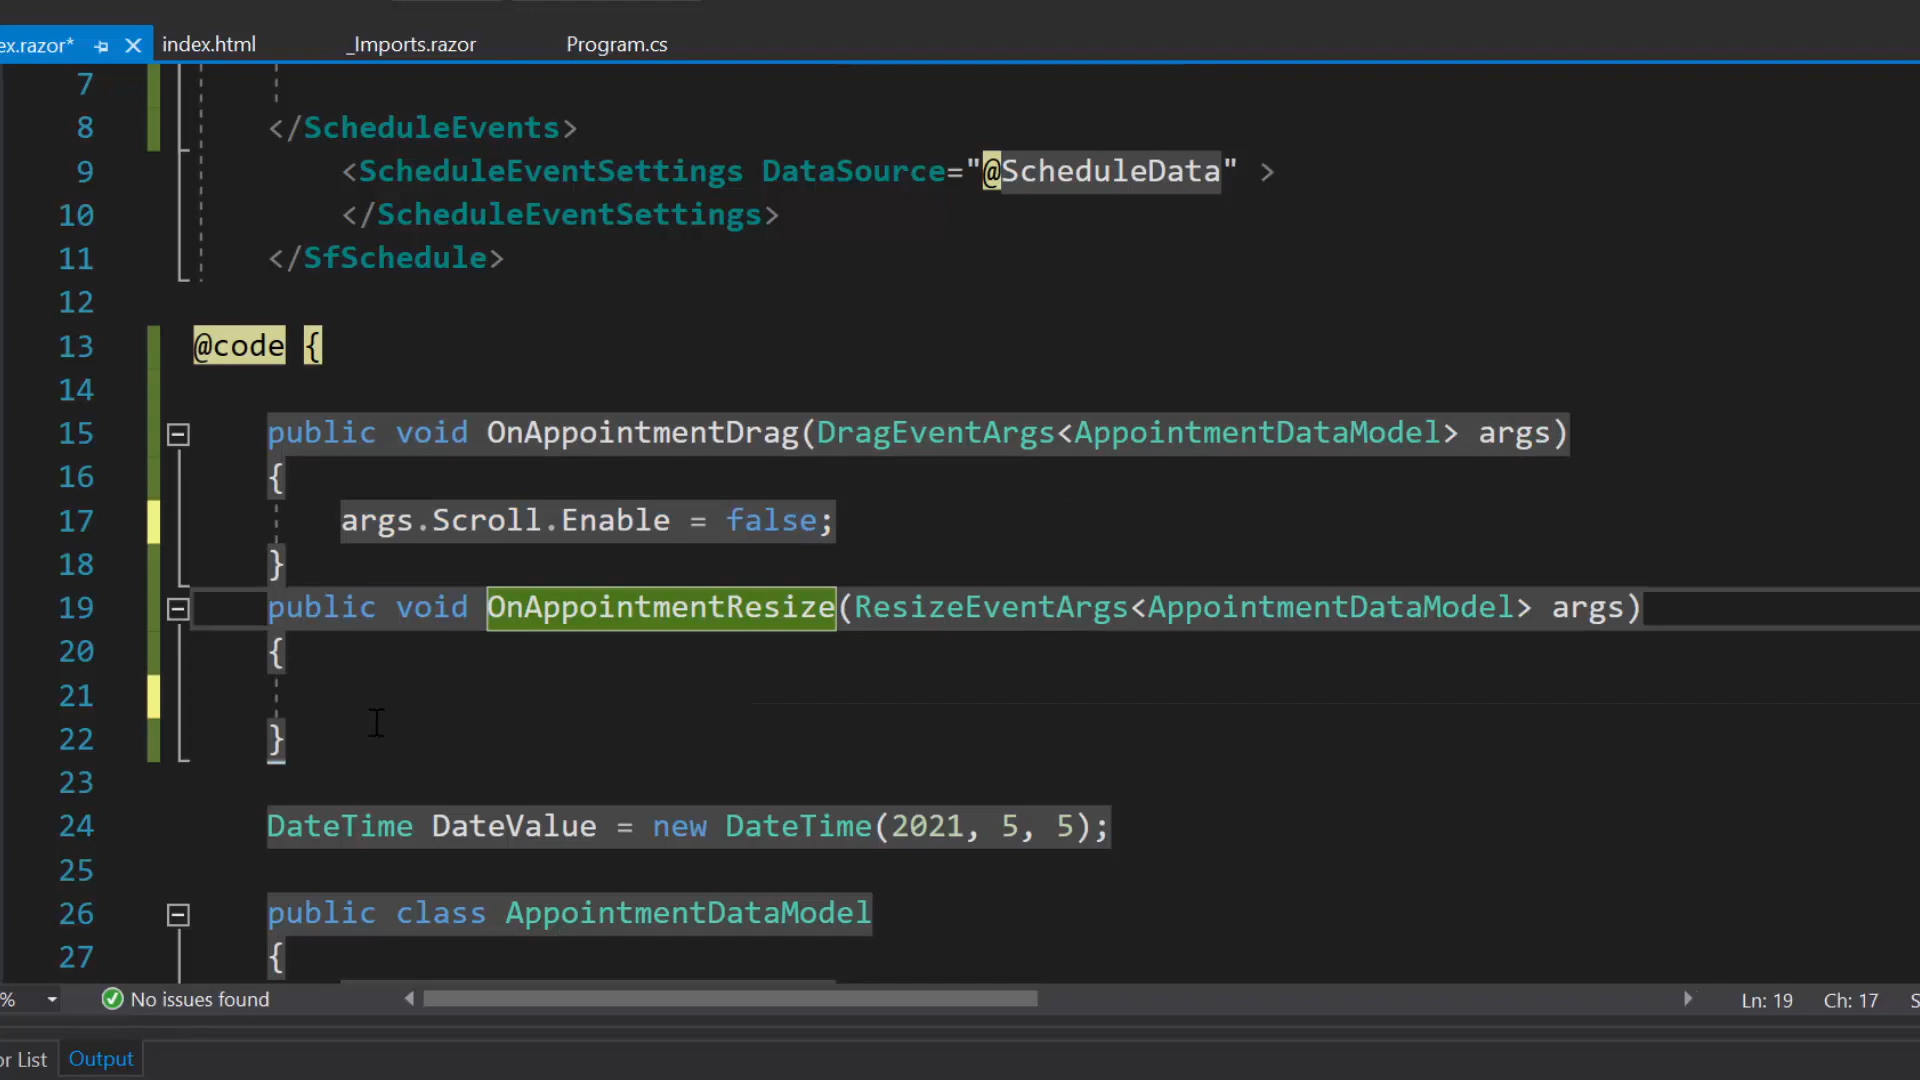 ex.razor* index.html _Imports.razor Program.cs
7
8 </ScheduleEvents>
9 <ScheduleEventSettings DataSource="@ScheduleData" >
10 </ScheduleEventSettings>
11 </SfSchedule>
12
13 @code {
14
15 public void OnAppointmentDrag(DragEventArgs<AppointmentDataModel> args)
16 {
17 args.Scroll.Enable = false;
18 }
19 public void OnAppointmentResize(ResizeEventArgs<AppointmentDataModel> args)
20 {
21
22 }
23
24 DateTime DateValue = new DateTime(2021, 5, 5);
25
26 public class AppointmentDataModel
27 {
% No issues found Ln: 19 Ch: 17 S
or List Output